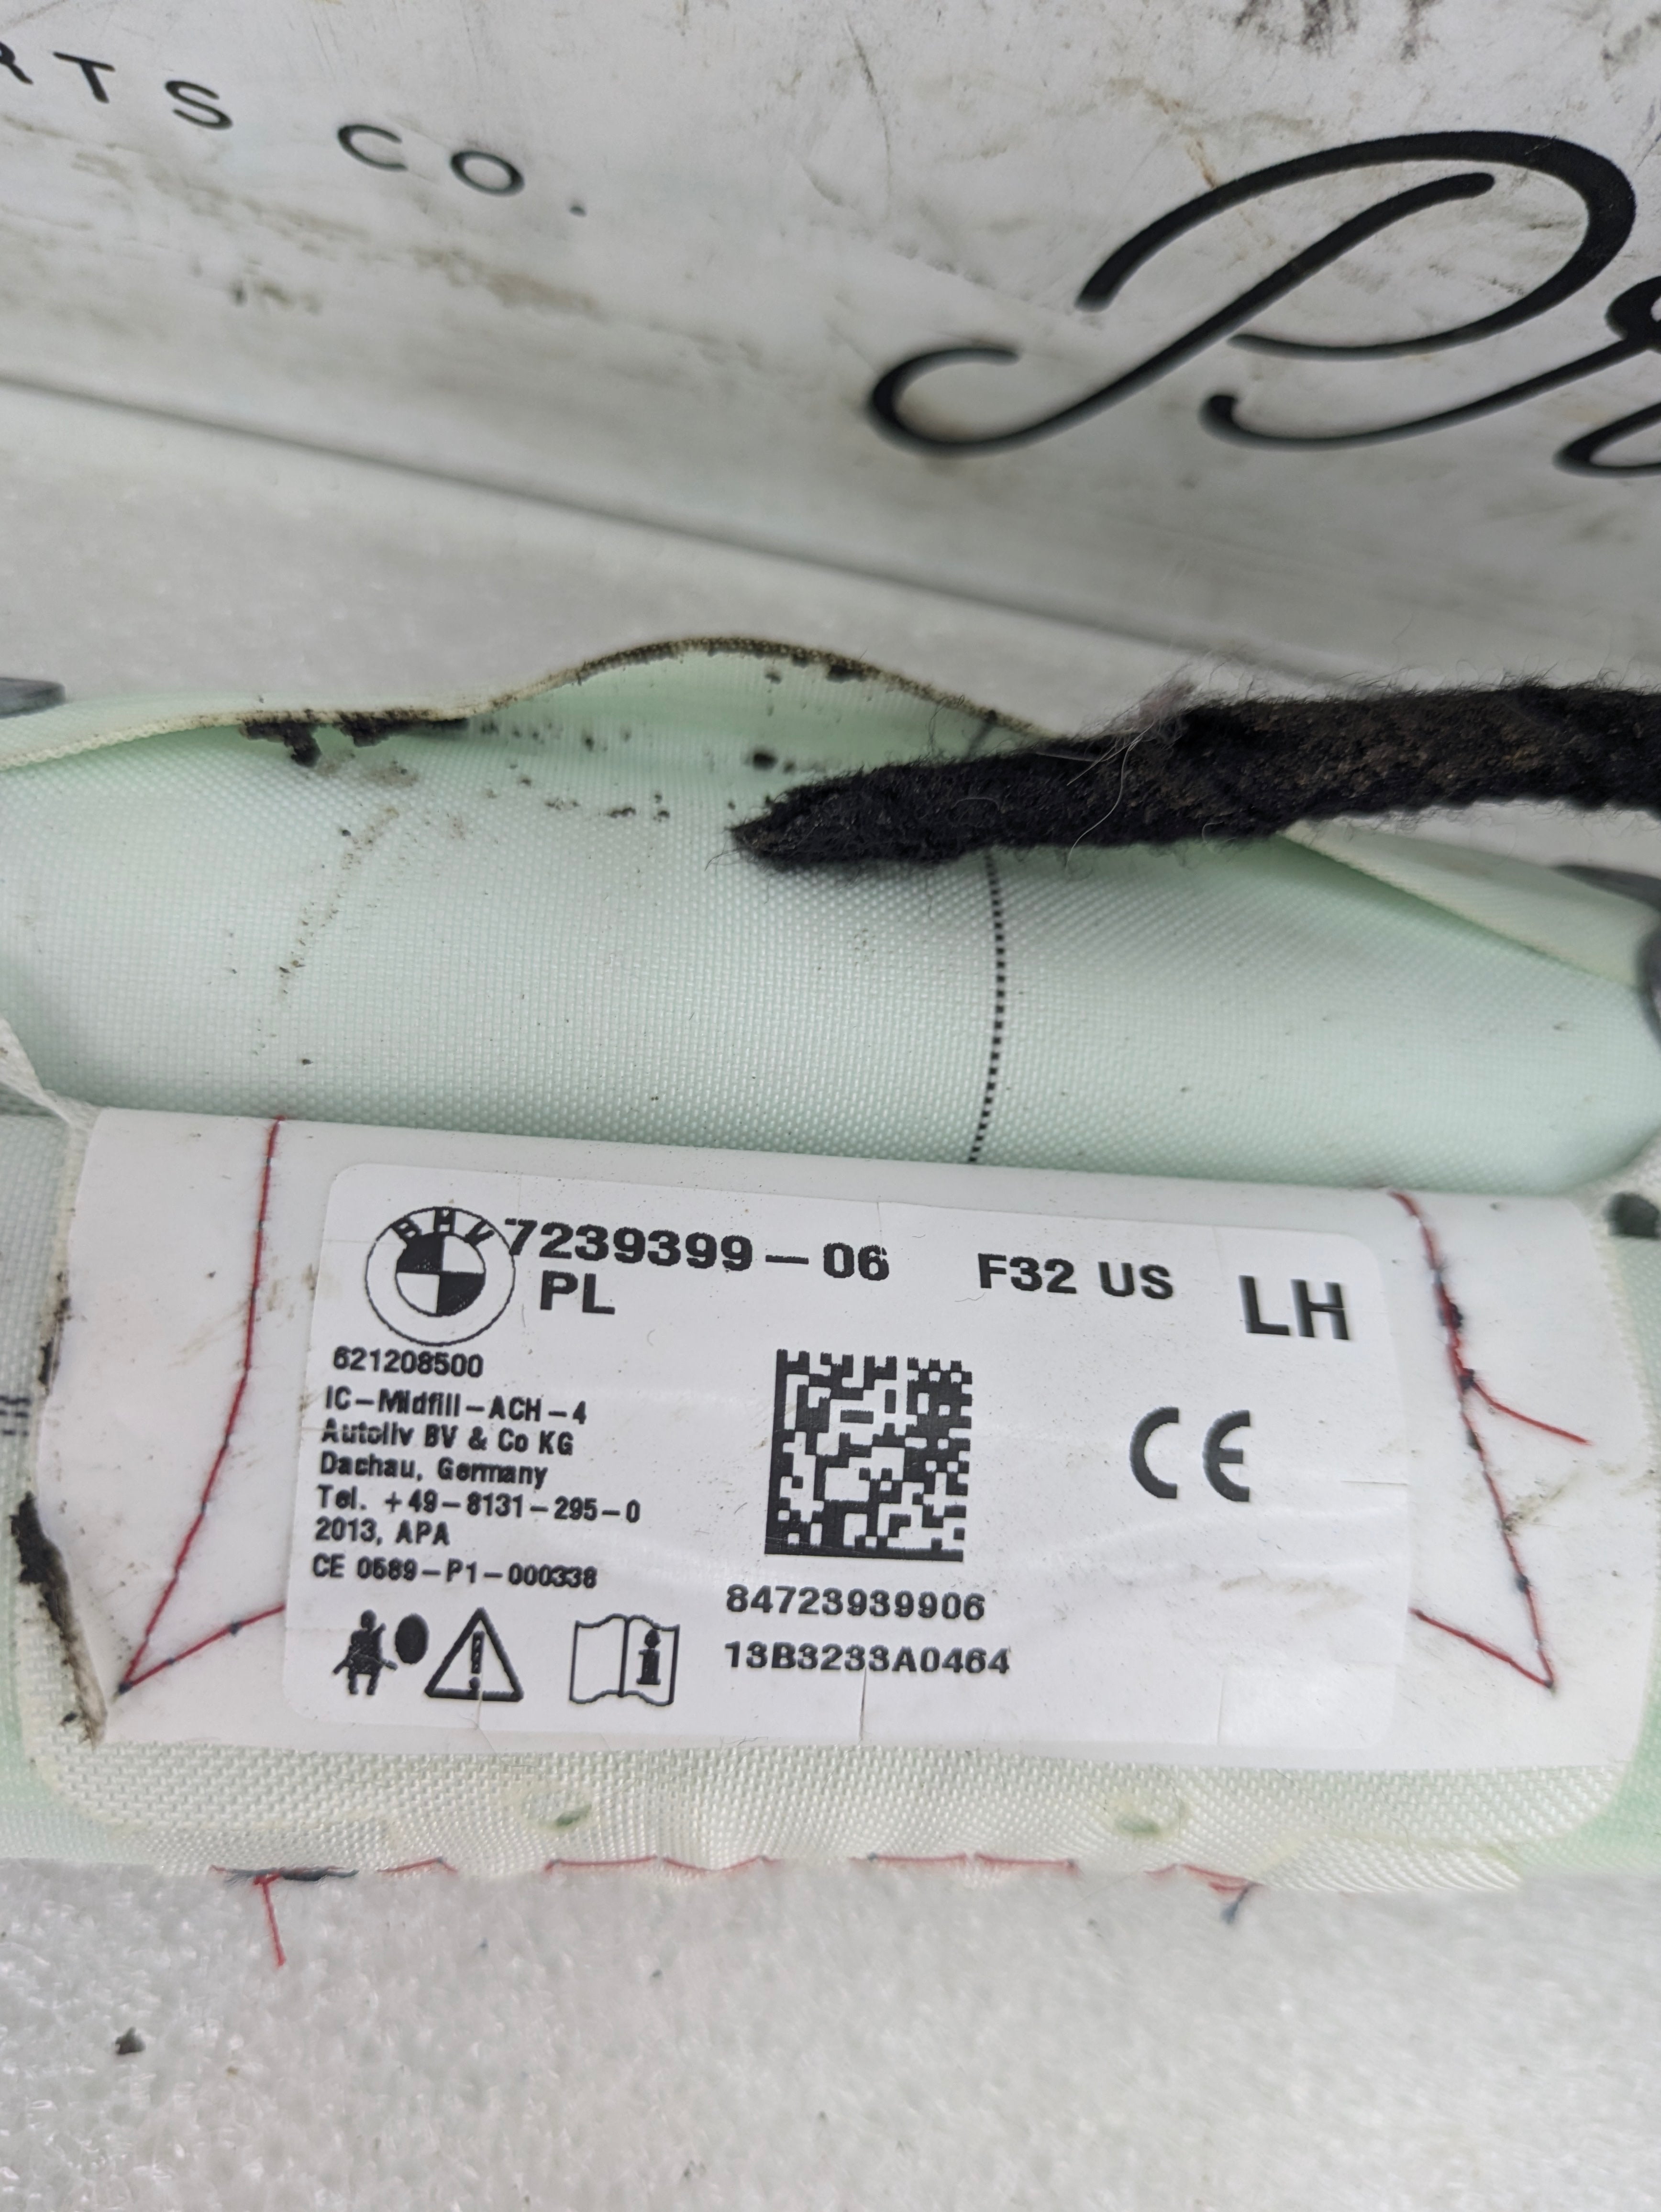 RTS CO.
Pr
BMW
7239399-06 F32 US LH
PL
621208500
IC-Midfill-ACH-4
Autoliv BV & Co KG
Dachau, Germany
Tel. +49-8131-295-0
2013, APA
CE 0589-P1-000338
CE
84723939906
13B3233A0464